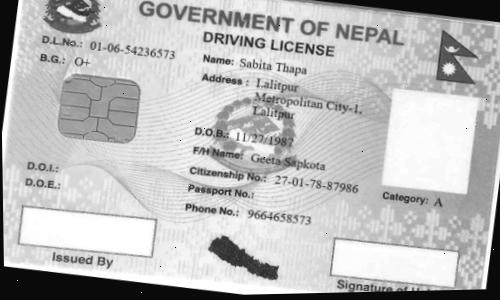 GOVERNMENT OF NEPAL
DRIVING LICENSE
D.L.No.: 01-06-54236573
B.G.: O+
Name: Sabita Thapa
Address : Lalitpur
Metropolitan City-1,
Lalitpur
D.O.B.: 11/27/1987
F/H Name: Geeta Sapkota
Citizenship No.: 27-01-78-87986
Passport No.:
Phone No.: 9664658573
Category: A
D.O.I.:
D.O.E.:
Issued By
Signature of